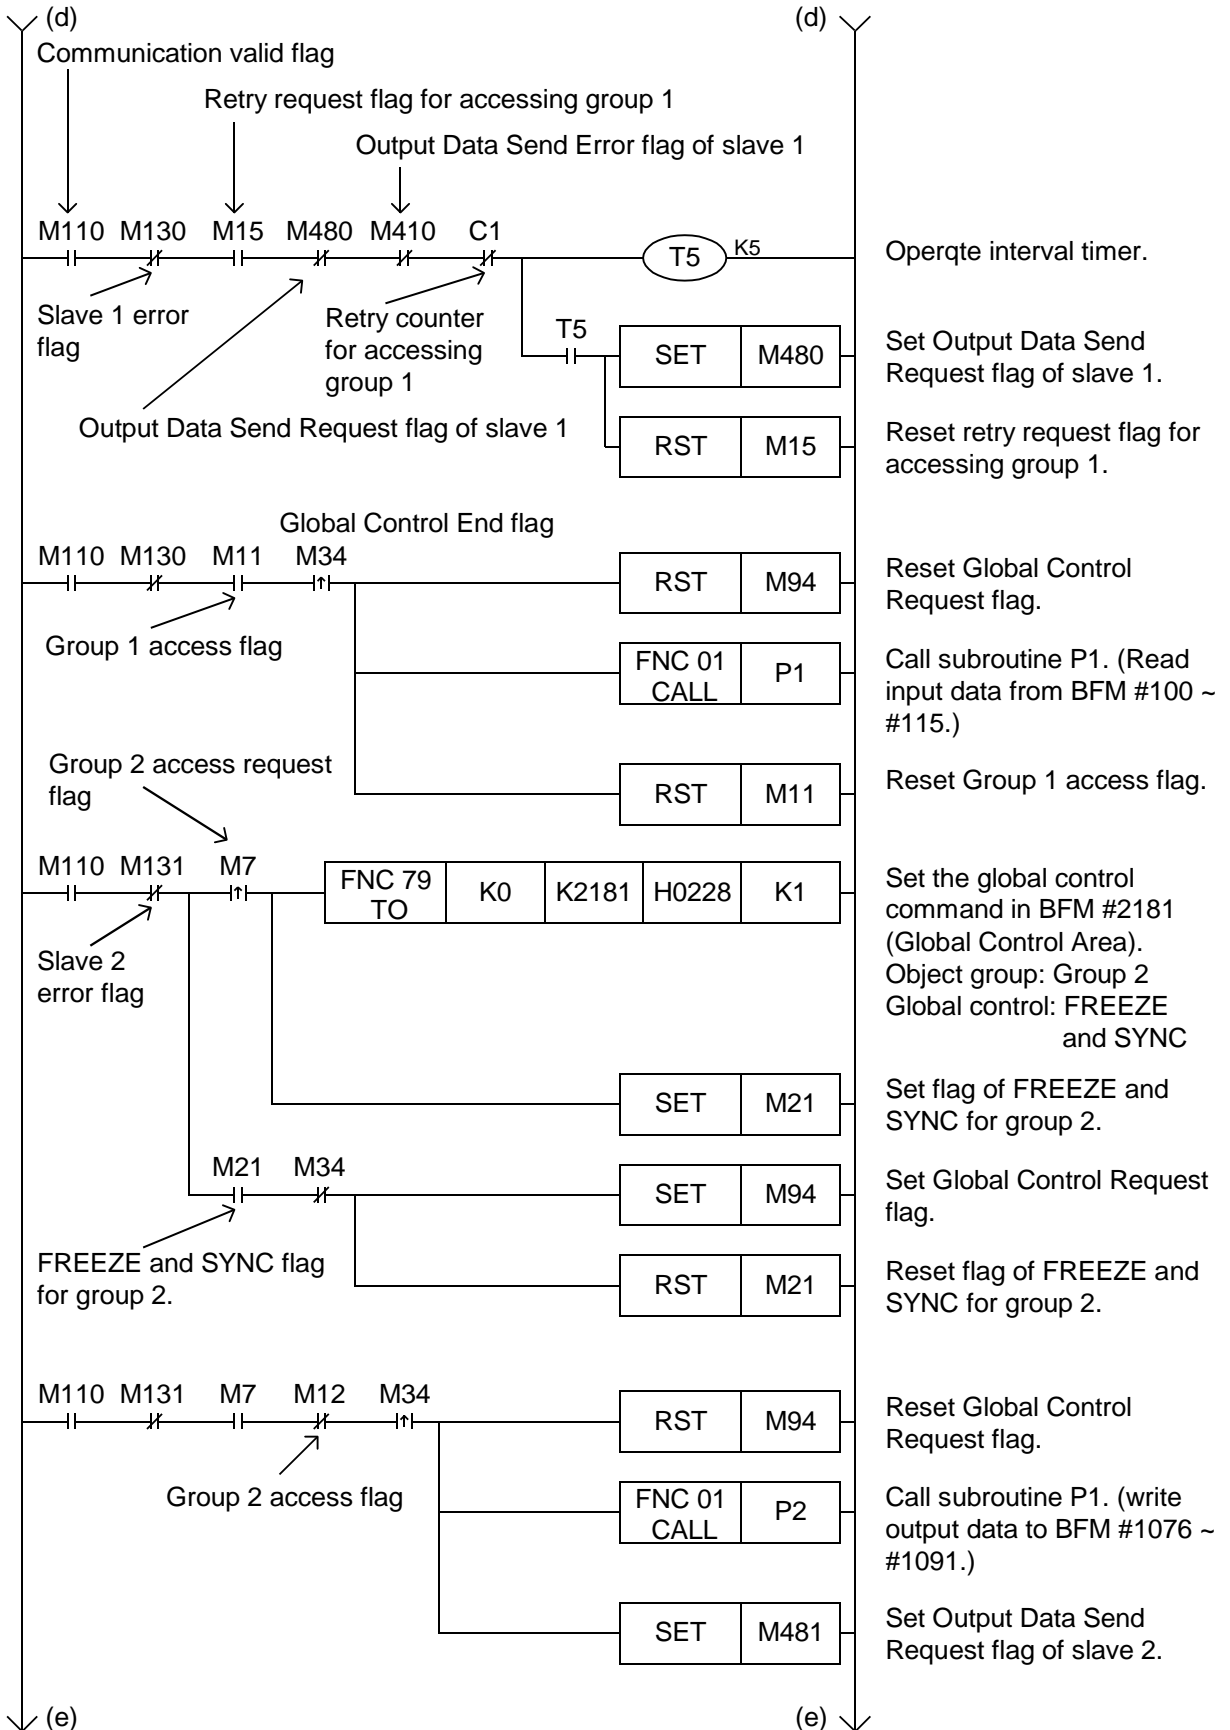 (d) (d)
Communication valid flag
Retry request flag for accessing group 1
Output Data Send Error flag of slave 1
M110 M130 M15 M480 M410 C1
T5 K5
Operqte interval timer.
Slave 1 error
flag
Retry counter
for accessing
group 1
Output Data Send Request flag of slave 1
T5
SET M480
Set Output Data Send
Request flag of slave 1.
RST M15
Reset retry request flag for
accessing group 1.
Global Control End flag
M110 M130 M11 M34
RST M94
Reset Global Control
Request flag.
Group 1 access flag
FNC 01
CALL
P1
Call subroutine P1. (Read
input data from BFM #100 ~
#115.)
RST M11
Reset Group 1 access flag.
Group 2 access request
flag
M110 M131 M7
FNC 79
TO
K0 K2181 H0228 K1
Set the global control
command in BFM #2181
(Global Control Area).
Object group: Group 2
Global control: FREEZE
and SYNC
Slave 2
error flag
SET M21
Set flag of FREEZE and
SYNC for group 2.
M21 M34
SET M94
Set Global Control Request
flag.
FREEZE and SYNC flag
for group 2.
RST M21
Reset flag of FREEZE and
SYNC for group 2.
M110 M131 M7 M12 M34
RST M94
Reset Global Control
Request flag.
Group 2 access flag
FNC 01
CALL
P2
Call subroutine P1. (write
output data to BFM #1076 ~
#1091.)
SET M481
Set Output Data Send
Request flag of slave 2.
(e) (e)